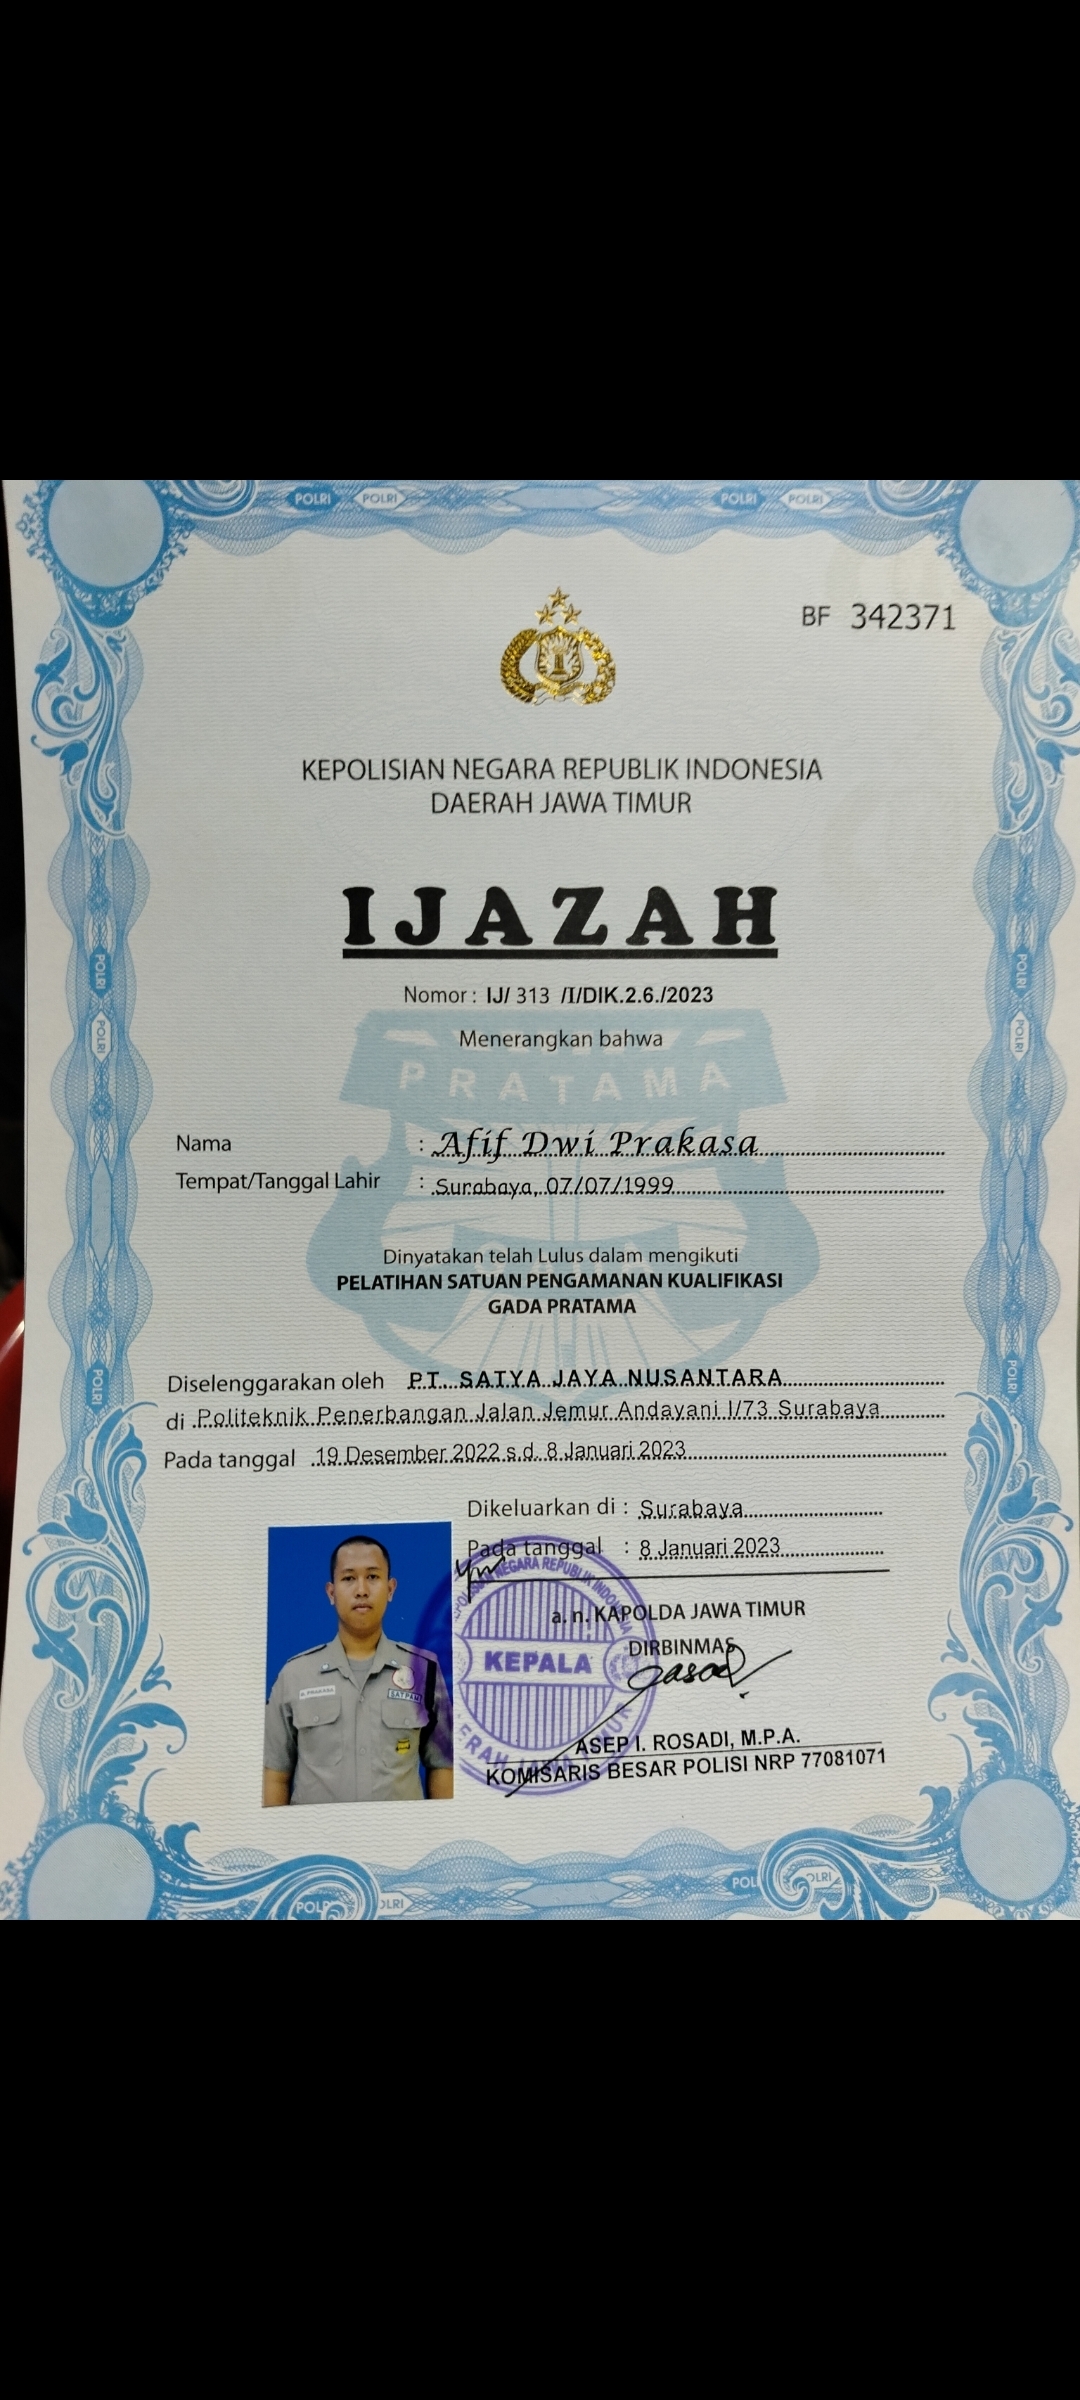 POLRI POLRI POLRI POLRI
BF 342371
KEPOLISIAN NEGARA REPUBLIK INDONESIA
DAERAH JAWA TIMUR
IJAZAH
Nomor : IJ/ 313 /I/DIK.2.6./2023
Menerangkan bahwa
PRATAMA
Nama : Afif Dwi Prakasa
Tempat/Tanggal Lahir : Surabaya, 07/07/1999
Dinyatakan telah Lulus dalam mengikuti
PELATIHAN SATUAN PENGAMANAN KUALIFIKASI
GADA PRATAMA
Diselenggarakan oleh PT. SATYA JAYA NUSANTARA
di Politeknik Penerbangan Jalan Jemur Andayani I/73 Surabaya
Pada tanggal 19 Desember 2022 s.d. 8 Januari 2023
Dikeluarkan di : Surabaya
Pada tanggal : 8 Januari 2023
a. n. KAPOLDA JAWA TIMUR
DIRBINMAS
KEPALA
NEGARA REPUBLIK INDONESIA
A. PRAKASA
SATPAM
ASEP I. ROSADI, M.P.A.
KOMISARIS BESAR POLISI NRP 77081071
POLRI
POLRI
POLRI
POLRI
POLRI
POLRI